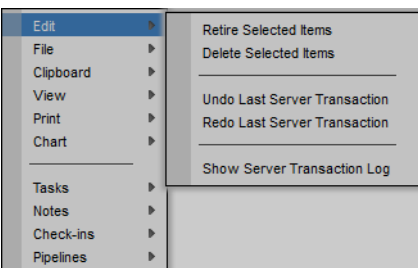 Edit
File
Clipboard
View
Print
Chart
Tasks
Notes
Check-ins
Pipelines
Retire Selected Items
Delete Selected Items
Undo Last Server Transaction
Redo Last Server Transaction
Show Server Transaction Log